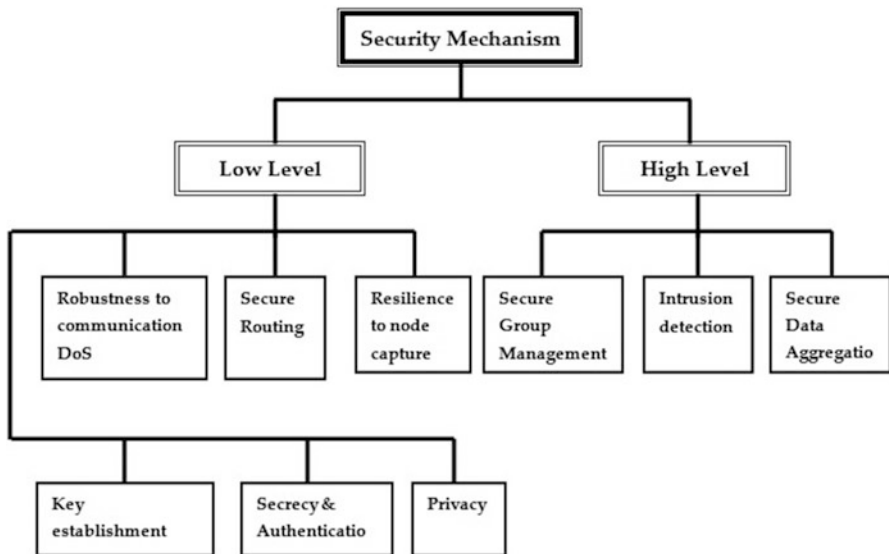 Security Mechanism
Low Level
High Level
Robustness to
communication
DoS
Secure
Routing
Resilience
to node
capture
Secure
Group
Management
Intrusion
detection
Secure
Data
Aggregatio
Key
establishment
Secrecy &
Authenticatio
Privacy